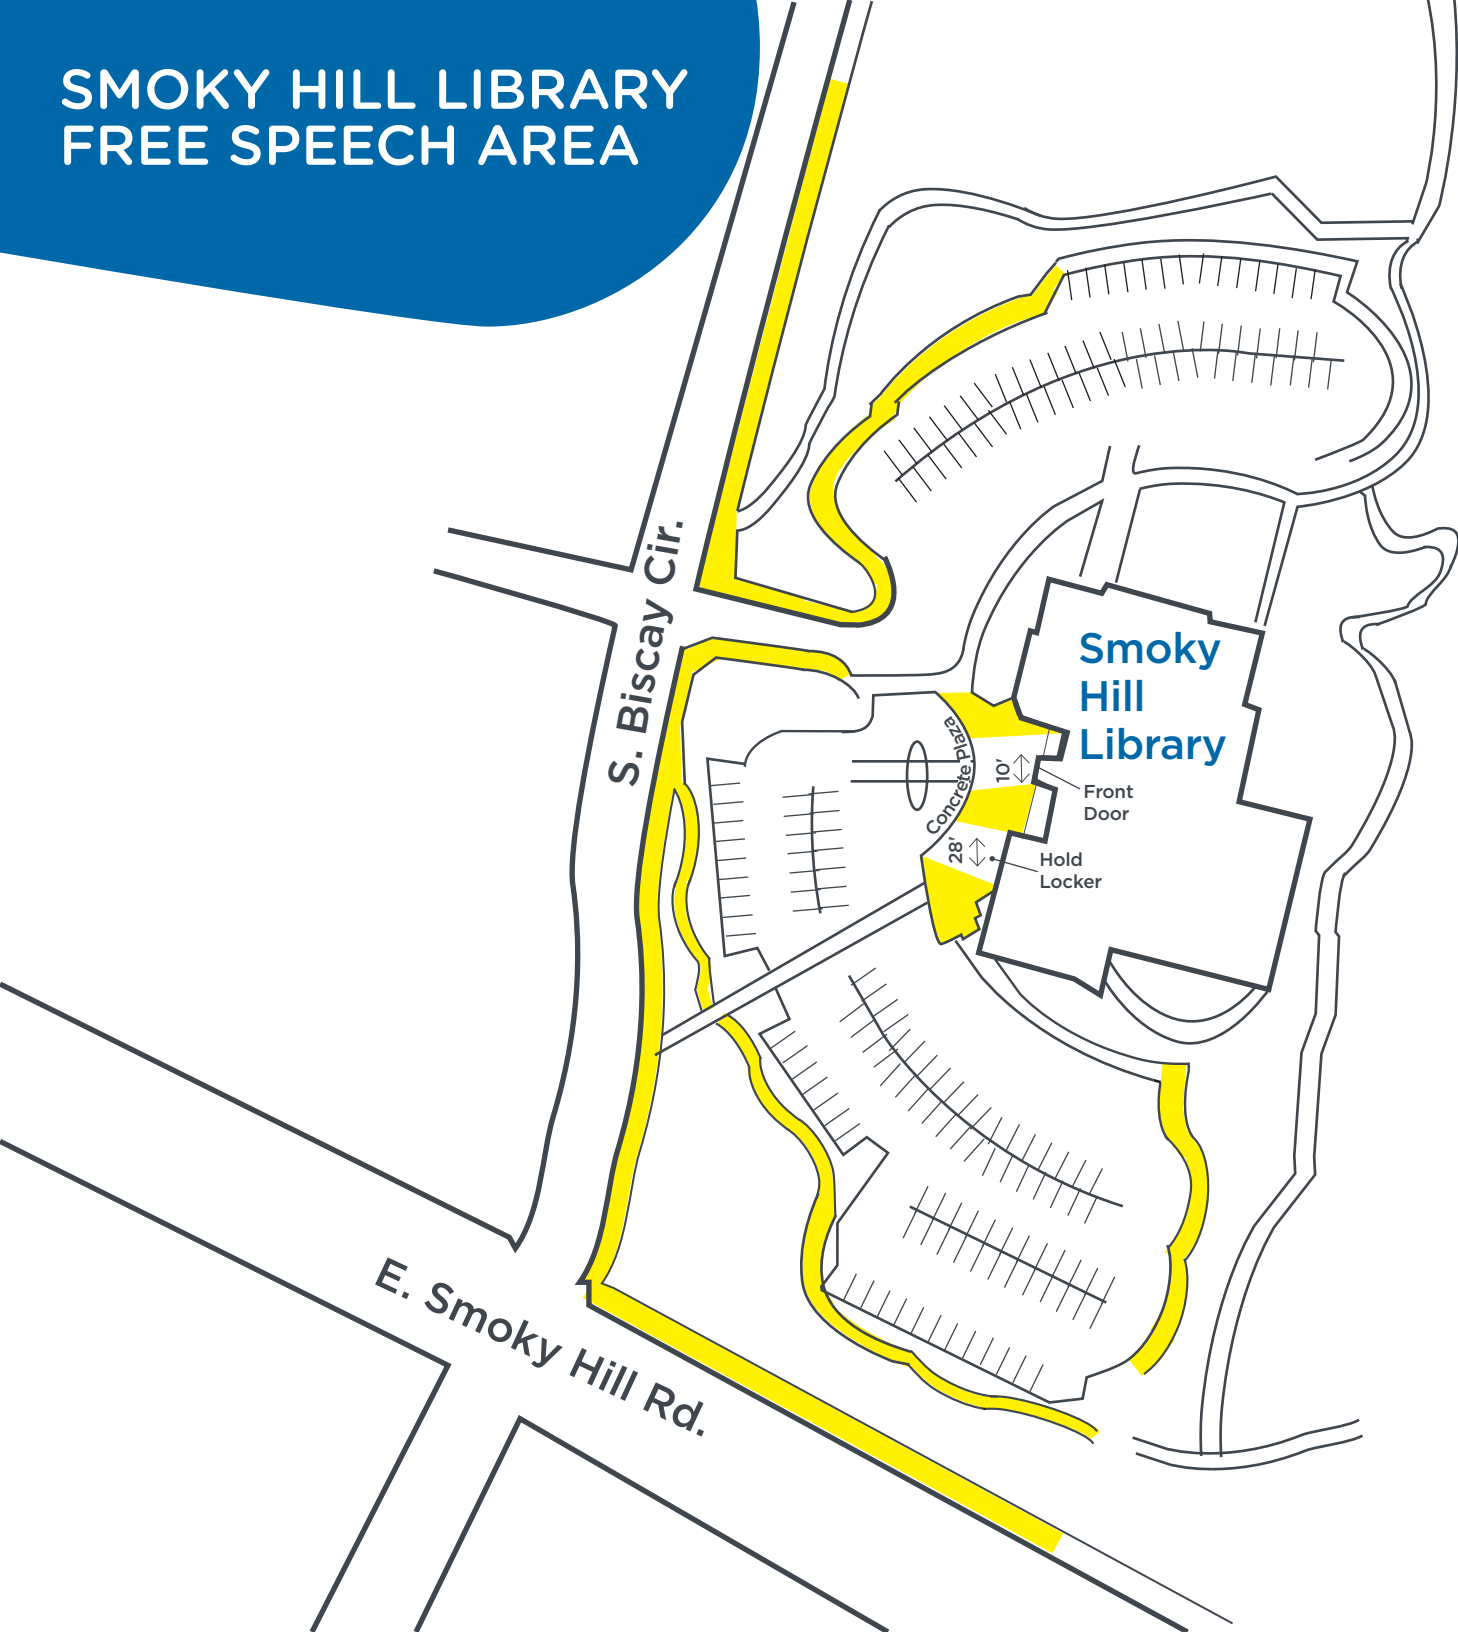 SMOKY HILL LIBRARY
FREE SPEECH AREA
S. Biscay Cir.
Smoky
Hill
Library
Concrete Plaza
10'
Front
Door
28'
Hold
Locker
E. Smoky Hill Rd.